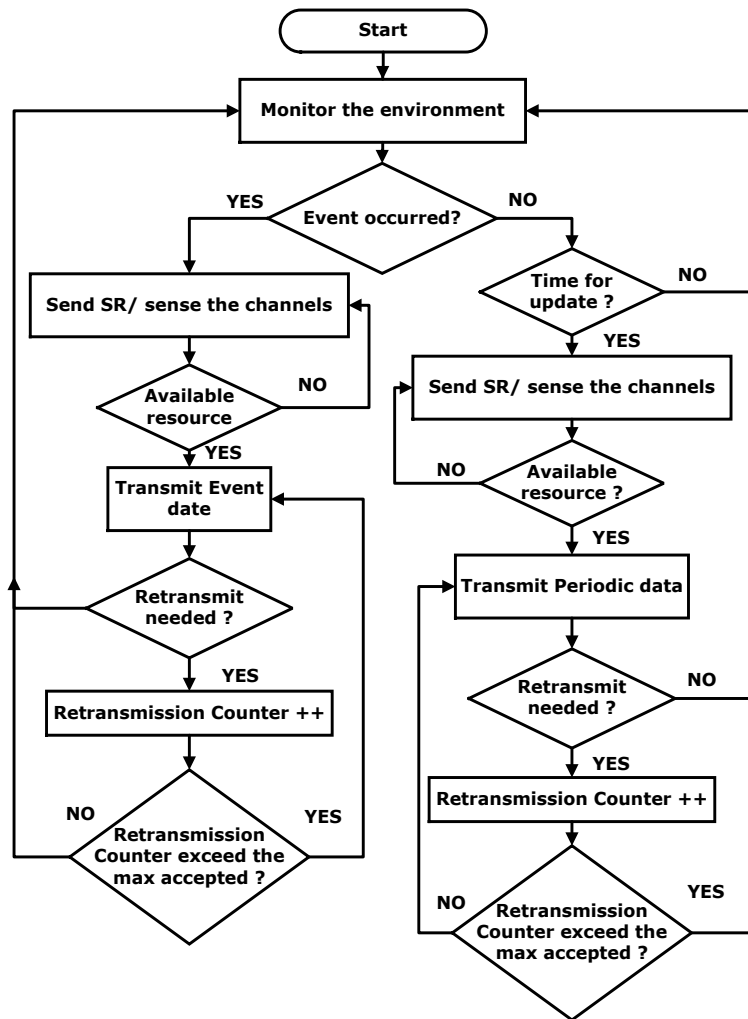 Start
Monitor the environment
YES
NO
Event occurred?
Send SR/ sense the channels
Time for
update ?
NO
YES
Available
resource
NO
YES
Send SR/ sense the channels
NO
Available
resource ?
YES
Transmit Event
date
Transmit Periodic data
Retransmit
needed ?
YES
Retransmit
needed ?
NO
YES
Retransmission Counter ++
Retransmission Counter ++
NO
YES
Retransmission
Counter exceed the
max accepted ?
NO
YES
Retransmission
Counter exceed the
max accepted ?